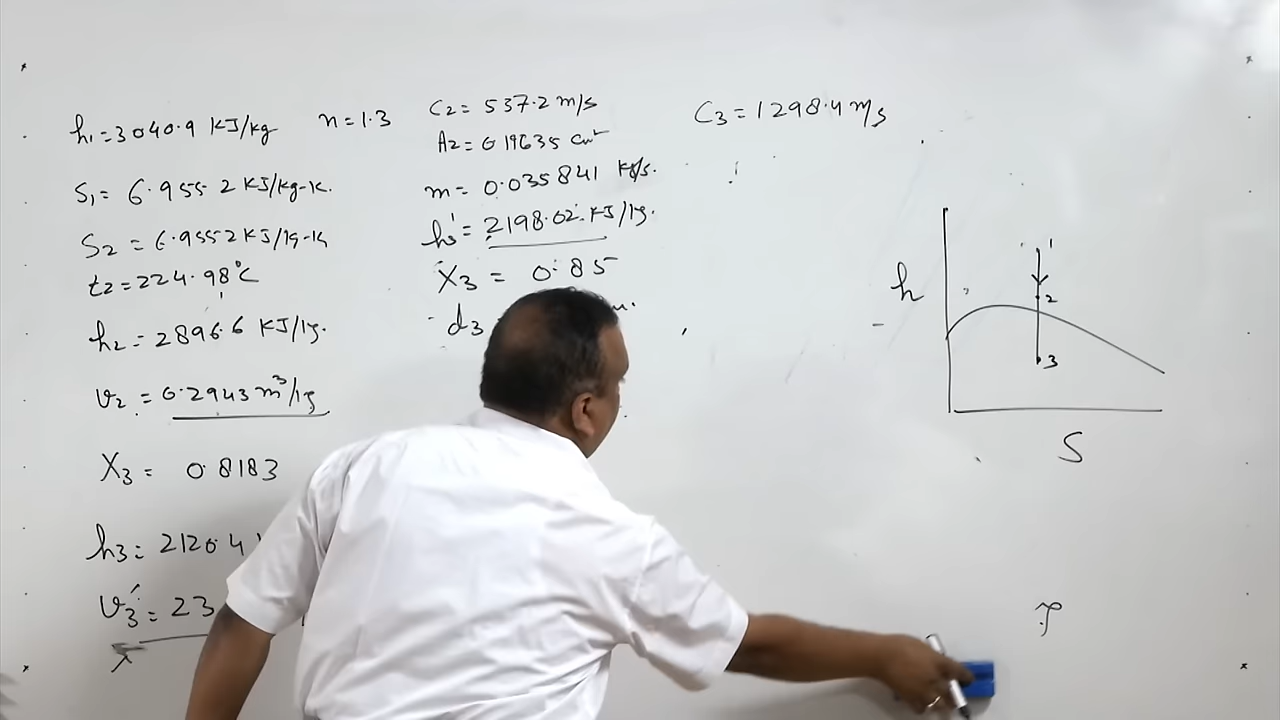 h₁=3040.9 KJ/kg
n=1.3
S₁= 6.9552 KJ/kg-K.
S₂ = 6.9552 KJ/kg-K
t₂=224.98°C
h₂=2896.6 KJ/kg.
v₂ = 0.2943 m³/kg
X₃= 0.8183
h₃= 2120.4
v₃'= 23
C₂= 537.2 m/s
A₂= 0.19635 cm²
m= 0.035841 Kg/s.
h₃'= 2198.02 KJ/kg.
X₃ = 0.85
d₃
C₃=1298.4 m/s
1
2
h
3
S